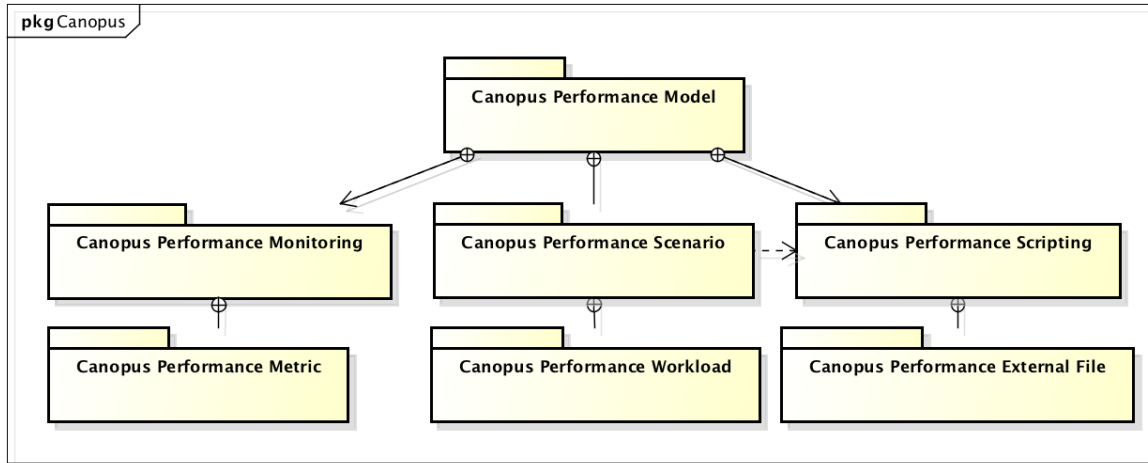 pkg Canopus
Canopus Performance Model
Canopus Performance Monitoring
Canopus Performance Scenario
Canopus Performance Scripting
Canopus Performance Metric
Canopus Performance Workload
Canopus Performance External File